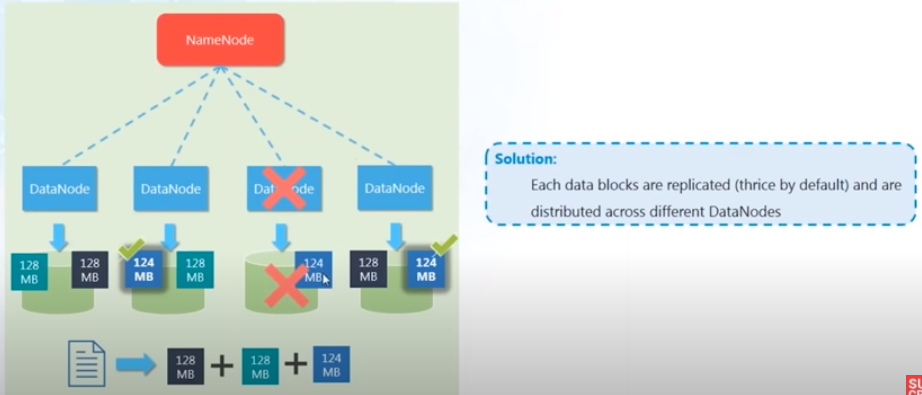 NameNode
DataNode
DataNode
DataNode
DataNode
128
MB
128
MB
124
MB
128
MB
124
MB
128
MB
124
MB
128
MB
+
128
MB
+
124
MB
Solution:
Each data blocks are replicated (thrice by default) and are
distributed across different DataNodes